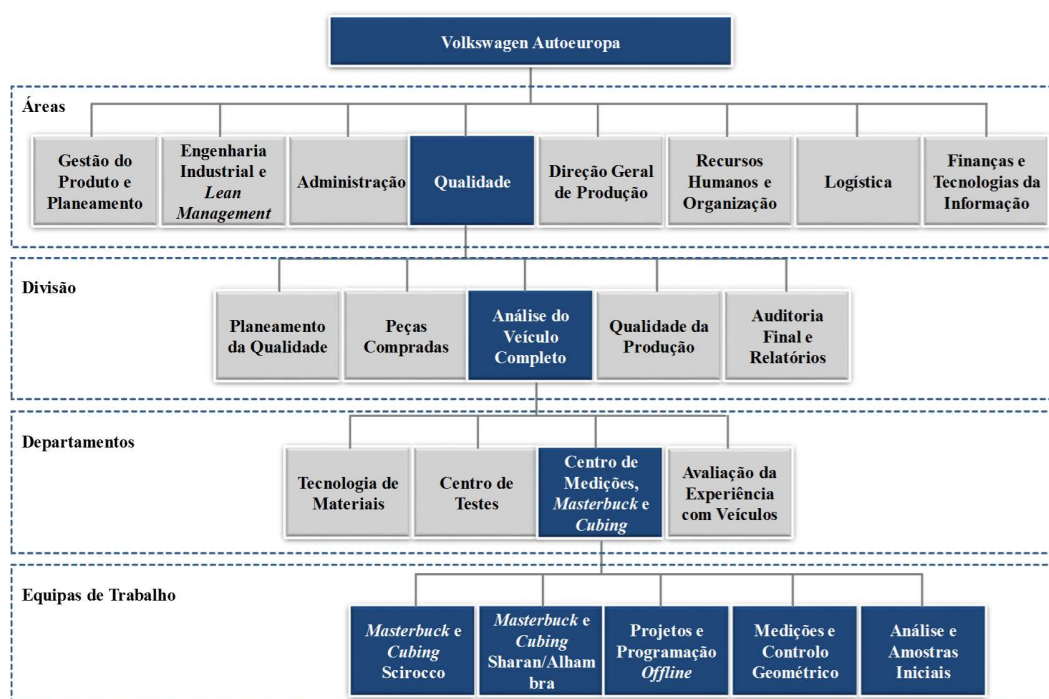 Volkswagen Autoeuropa
Áreas
Gestão do
Produto e
Planeamento
Engenharia
Industrial e
Lean
Management
Administração
Qualidade
Direção Geral
de Produção
Recursos
Humanos e
Organização
Logística
Finanças e
Tecnologias da
Informação
Divisão
Planeamento
da Qualidade
Peças
Compradas
Análise do
Veículo
Completo
Qualidade da
Produção
Auditoria
Final e
Relatórios
Departamentos
Tecnologia de
Materiais
Centro de
Testes
Centro de
Medições,
Masterbuck e
Cubing
Avaliação da
Experiência
com Veículos
Equipas de Trabalho
Masterbuck e
Cubing
Scirocco
Masterbuck e
Cubing
Sharan/Alham
bra
Projetos e
Programação
Offline
Medições e
Controlo
Geométrico
Análise e
Amostras
Iniciais